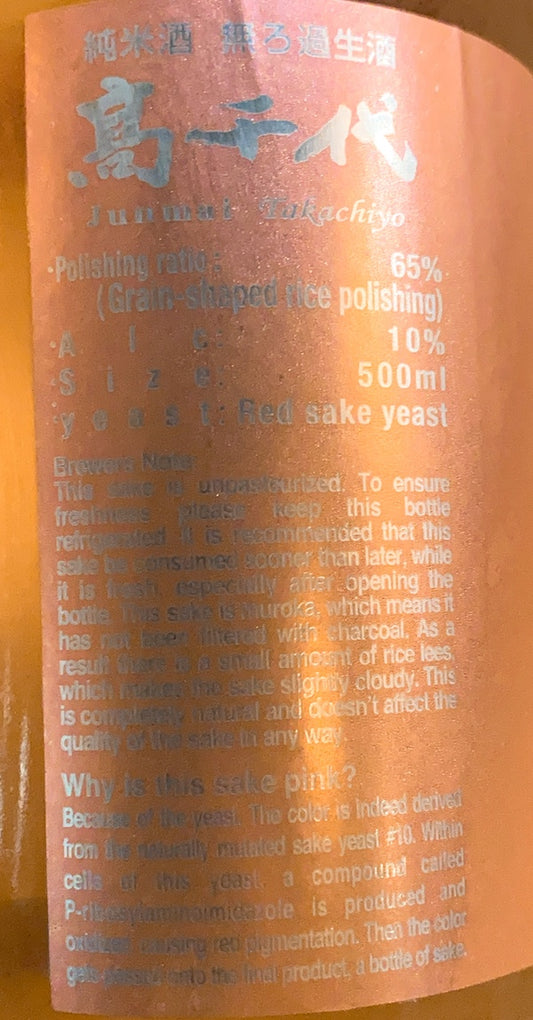 純米酒 無ろ過生酒
髙千代
Junmai Takachiyo
·Polishing ratio: 65%
(Grain-shaped rice polishing)
·A l c: 10%
·S i z e: 500ml
·y e a s t: Red sake yeast
Brewers Note:
This sake is unpasteurized. To ensure
freshness please keep this bottle
refrigerated. It is recommended that this
sake be consumed sooner than later, while
it is fresh, especially after opening the
bottle. This sake is muroka, which means it
has not been filtered with charcoal. As a
result there is a small amount of rice lees,
which makes the sake slightly cloudy. This
is completely natural and doesn't affect the
quality of the sake in any way.
Why is this sake pink?
Because of the yeast. The color is indeed derived
from the naturally mutated sake yeast #10. Within
cells of this yeast, a compound called
P-ribosylaminoimidazole is produced and
oxidized causing red pigmentation. Then the color
gets passed onto the final product, a bottle of sake.